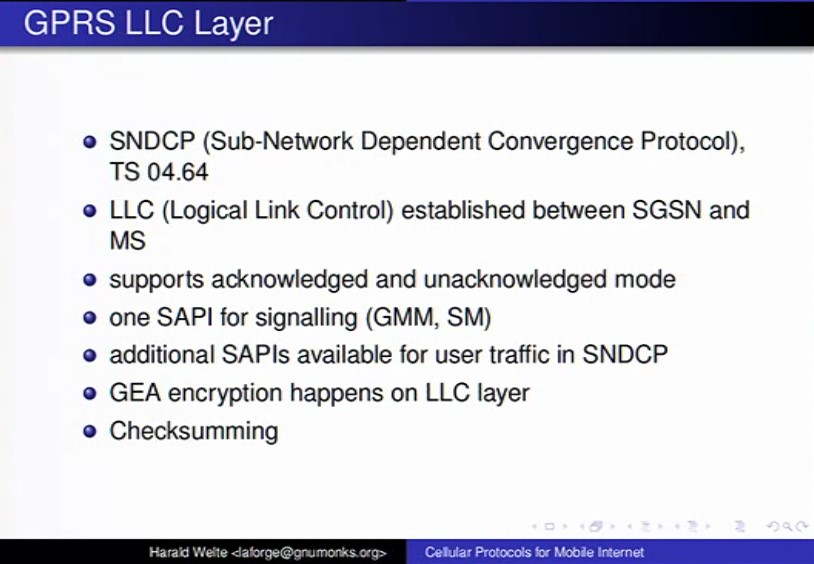 GPRS LLC Layer
SNDCP (Sub-Network Dependent Convergence Protocol),
TS 04.64
LLC (Logical Link Control) established between SGSN and
MS
supports acknowledged and unacknowledged mode
one SAPI for signalling (GMM, SM)
additional SAPIs available for user traffic in SNDCP
GEA encryption happens on LLC layer
Checksumming
Harald Welte <laforge@gnumonks.org>
Cellular Protocols for Mobile Internet